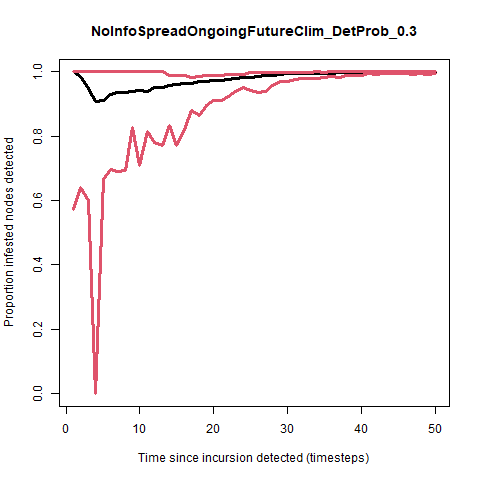 NoInfoSpreadOngoingFutureClim_DetProb_0.3
Proportion infested nodes detected
1.0
0.8
0.6
0.4
0.2
0.0
0 10 20 30 40 50
Time since incursion detected (timesteps)